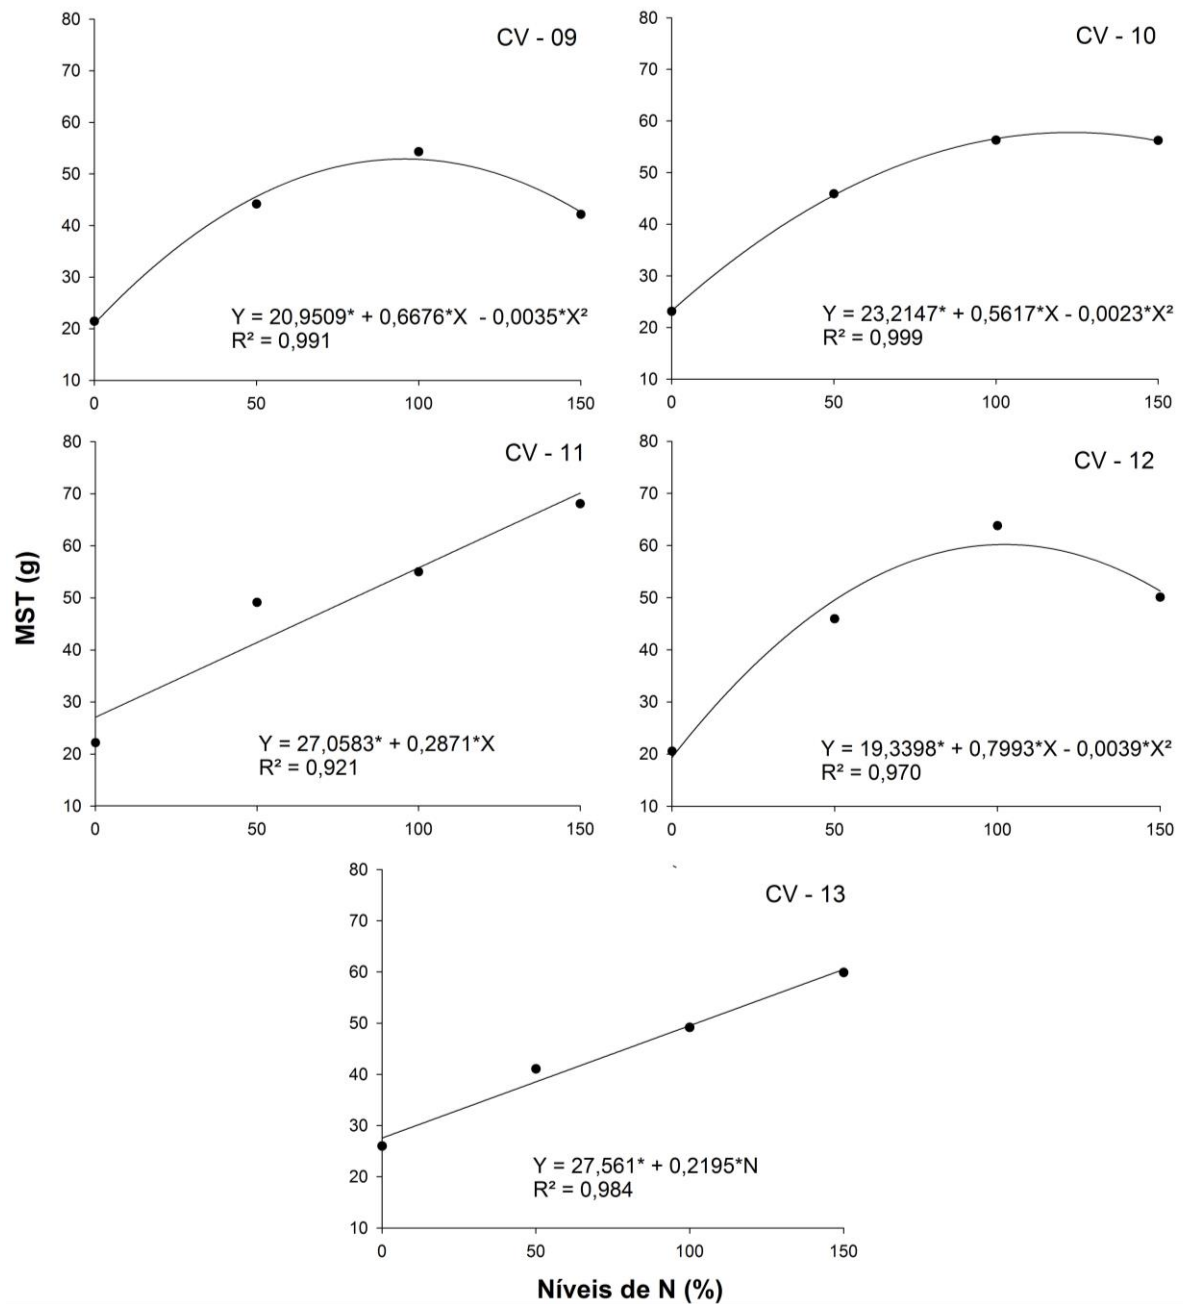 CV - 09
80
70
60
50
40
30
20
10
Y = 20,9509* + 0,6676*X - 0,0035*X²
R² = 0,991
0 50 100 150
CV - 10
80
70
60
50
40
30
20
10
Y = 23,2147* + 0,5617*X - 0,0023*X²
R² = 0,999
0 50 100 150
MST (g)
CV - 11
80
70
60
50
40
30
20
10
Y = 27,0583* + 0,2871*X
R² = 0,921
0 50 100 150
CV - 12
80
70
60
50
40
30
20
10
Y = 19,3398* + 0,7993*X - 0,0039*X²
R² = 0,970
0 50 100 150
CV - 13
80
70
60
50
40
30
20
10
Y = 27,561* + 0,2195*N
R² = 0,984
0 50 100 150
Níveis de N (%)